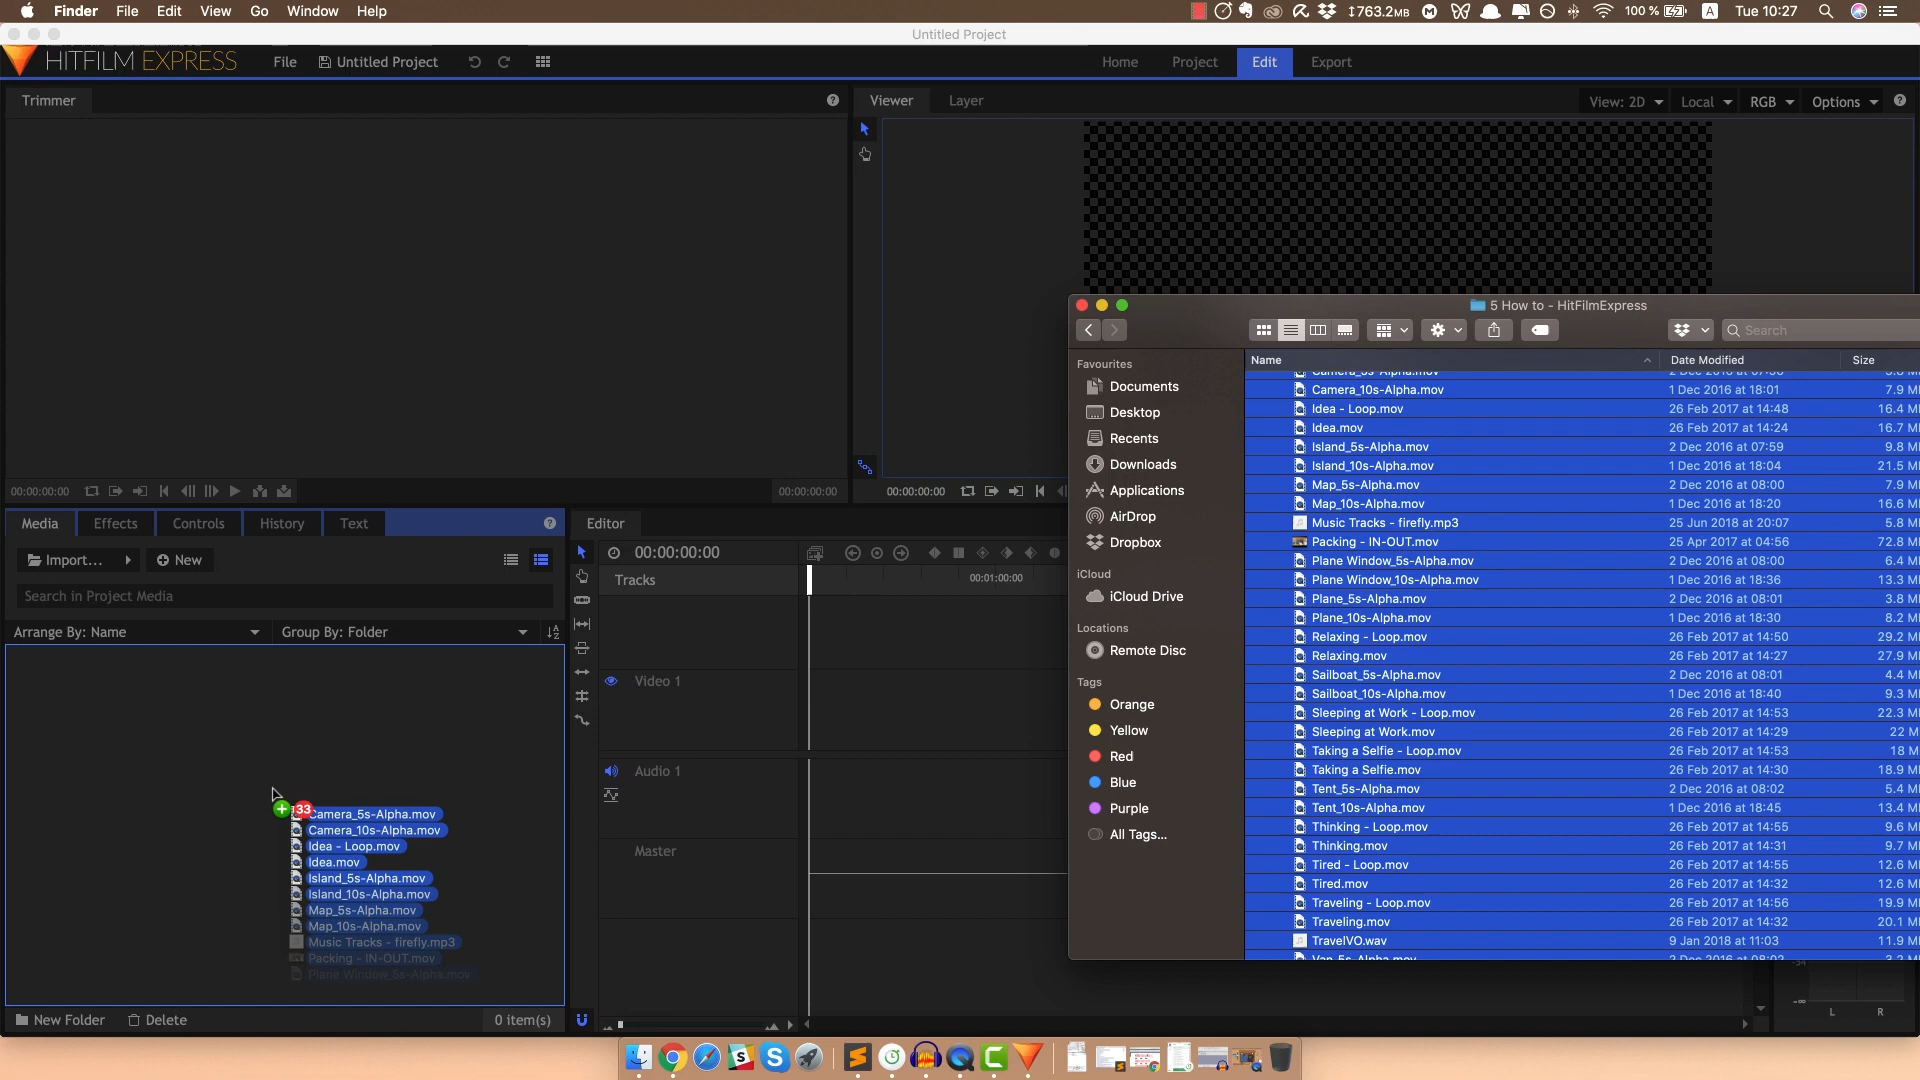 Finder File Edit View Go Window Help
763.2MB 100 % A Tue 10:27
Untitled Project
HITFILM EXPRESS File Untitled Project Home Project Edit Export
Trimmer
Viewer Layer View: 2D Local RGB Options
00:00:00:00 00:00:00:00
00:00:00:00
Media Effects Controls History Text
Import... New
Search in Project Media
Arrange By: Name Group By: Folder
33
Camera_5s-Alpha.mov
Camera_10s-Alpha.mov
Idea - Loop.mov
Idea.mov
Island_5s-Alpha.mov
Island_10s-Alpha.mov
Map_5s-Alpha.mov
Map_10s-Alpha.mov
Music Tracks - firefly.mp3
Packing - IN-OUT.mov
Plane Window_5s-Alpha.mov
New Folder Delete 0 item(s)
Editor
00:00:00:00
Tracks 00:01:00:00
Video 1
Audio 1
Master
5 How to - HitFilmExpress
Search
Favourites
Documents
Desktop
Recents
Downloads
Applications
AirDrop
Dropbox
iCloud
iCloud Drive
Locations
Remote Disc
Tags
Orange
Yellow
Red
Blue
Purple
All Tags...
Name Date Modified Size
Camera_10s-Alpha.mov 1 Dec 2016 at 18:01 7.9 M
Idea - Loop.mov 26 Feb 2017 at 14:48 16.4 M
Idea.mov 26 Feb 2017 at 14:24 16.7 M
Island_5s-Alpha.mov 2 Dec 2016 at 07:59 9.8 M
Island_10s-Alpha.mov 1 Dec 2016 at 18:04 21.5 M
Map_5s-Alpha.mov 2 Dec 2016 at 08:00 7.9 M
Map_10s-Alpha.mov 1 Dec 2016 at 18:20 16.6 M
Music Tracks - firefly.mp3 25 Jun 2018 at 20:07 5.8 M
Packing - IN-OUT.mov 25 Apr 2017 at 04:56 72.8 M
Plane Window_5s-Alpha.mov 2 Dec 2016 at 08:00 6.4 M
Plane Window_10s-Alpha.mov 1 Dec 2016 at 18:36 13.3 M
Plane_5s-Alpha.mov 2 Dec 2016 at 08:01 3.8 M
Plane_10s-Alpha.mov 1 Dec 2016 at 18:30 8.2 M
Relaxing - Loop.mov 26 Feb 2017 at 14:50 29.2 M
Relaxing.mov 26 Feb 2017 at 14:27 27.9 M
Sailboat_5s-Alpha.mov 2 Dec 2016 at 08:01 4.4 M
Sailboat_10s-Alpha.mov 1 Dec 2016 at 18:40 9.3 M
Sleeping at Work - Loop.mov 26 Feb 2017 at 14:53 22.3 M
Sleeping at Work.mov 26 Feb 2017 at 14:29 22 M
Taking a Selfie - Loop.mov 26 Feb 2017 at 14:53 18 M
Taking a Selfie.mov 26 Feb 2017 at 14:30 18.9 M
Tent_5s-Alpha.mov 2 Dec 2016 at 08:02 5.4 M
Tent_10s-Alpha.mov 1 Dec 2016 at 18:45 13.4 M
Thinking - Loop.mov 26 Feb 2017 at 14:55 9.6 M
Thinking.mov 26 Feb 2017 at 14:31 9.7 M
Tired - Loop.mov 26 Feb 2017 at 14:55 12.6 M
Tired.mov 26 Feb 2017 at 14:32 12.6 M
Traveling - Loop.mov 26 Feb 2017 at 14:56 19.9 M
Traveling.mov 26 Feb 2017 at 14:32 20.1 M
TravelVO.wav 9 Jan 2018 at 11:03 11.9 M
L R